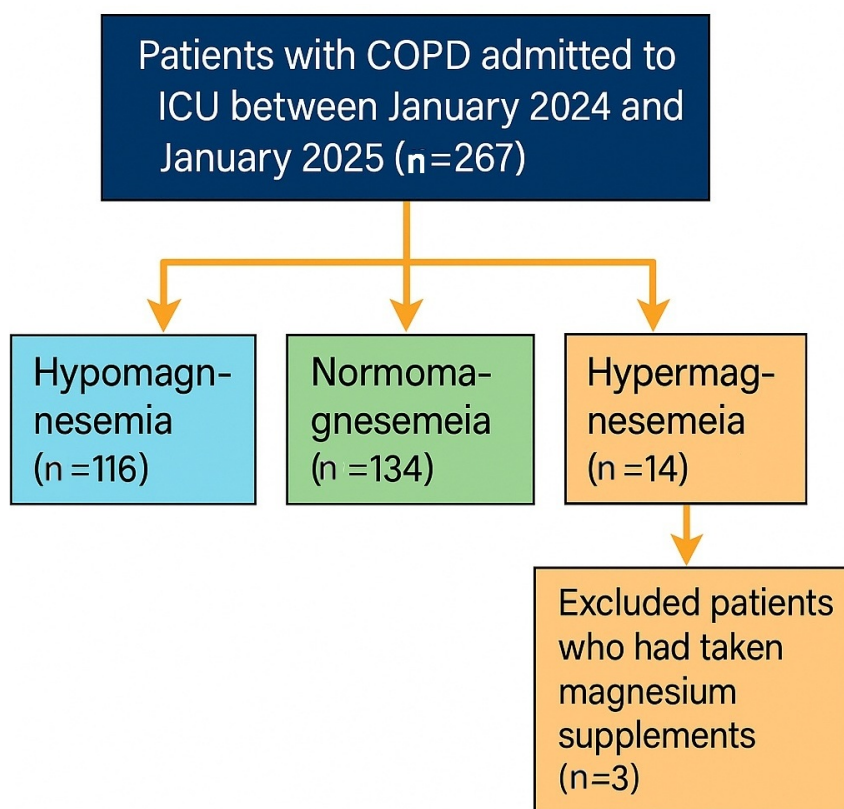 Patients with COPD admitted to
ICU between January 2024 and
January 2025 (n=267)
Hypomagn-
nesemia
(n =116)
Normoma-
gnesemeia
(n =134)
Hypermag-
nesemeia
(n =14)
Excluded patients
who had taken
magnesium
supplements
(n=3)